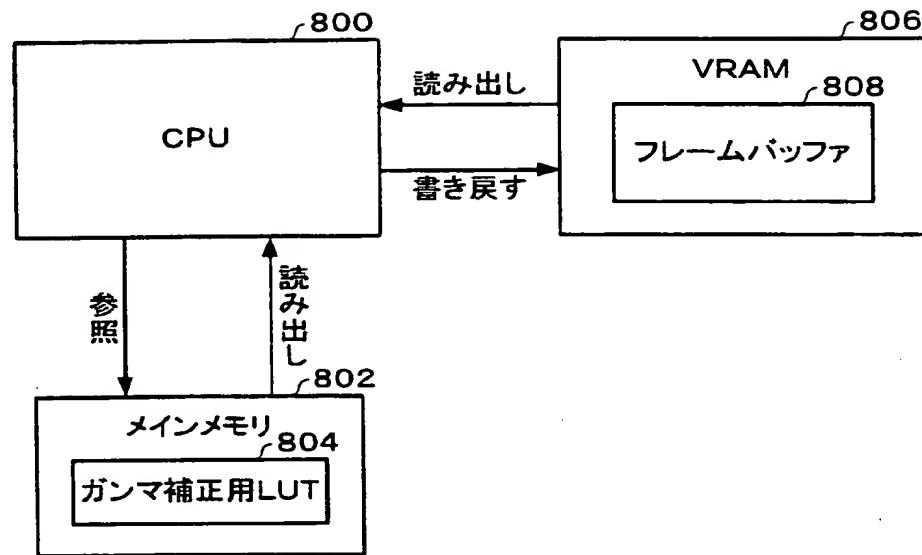 800
CPU
読み出し
書き戻す
806
VRAM
808
フレームバッファ
参照
読み出し
802
メインメモリ
804
ガンマ補正用LUT